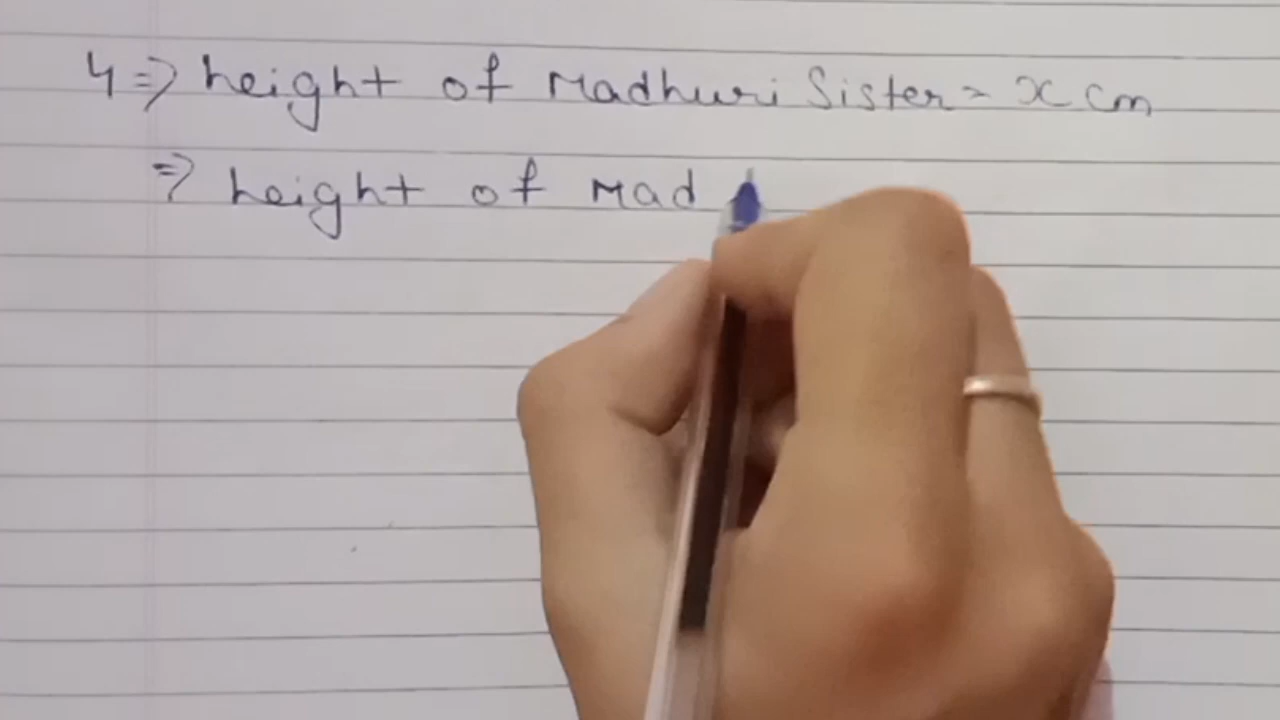 4 => height of Madhuri Sister = x cm
=> height of Mad